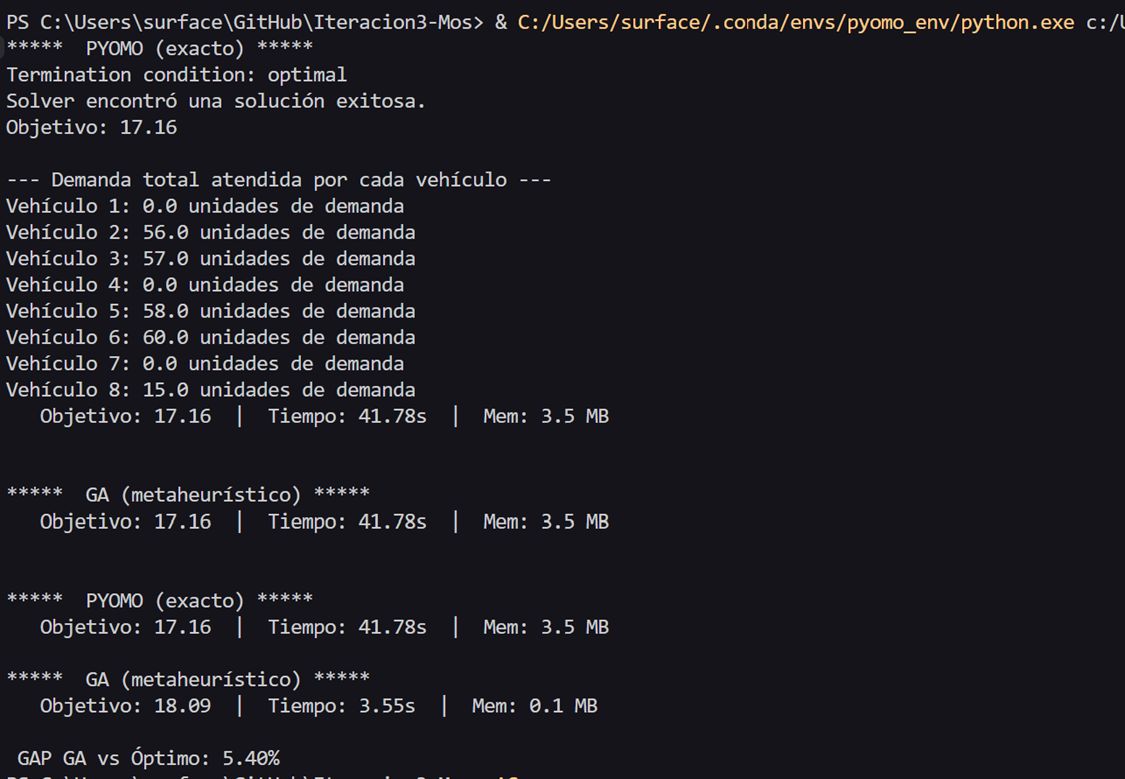 PS C:\Users\surface\GitHub\Iteracion3-Mos> & C:/Users/surface/.conda/envs/pyomo_env/python.exe c:/U
***** PYOMO (exacto) *****
Termination condition: optimal
Solver encontró una solución exitosa.
Objetivo: 17.16
--- Demanda total atendida por cada vehículo ---
Vehículo 1: 0.0 unidades de demanda
Vehículo 2: 56.0 unidades de demanda
Vehículo 3: 57.0 unidades de demanda
Vehículo 4: 0.0 unidades de demanda
Vehículo 5: 58.0 unidades de demanda
Vehículo 6: 60.0 unidades de demanda
Vehículo 7: 0.0 unidades de demanda
Vehículo 8: 15.0 unidades de demanda
Objetivo: 17.16 | Tiempo: 41.78s | Mem: 3.5 MB
***** GA (metaheurístico) *****
Objetivo: 17.16 | Tiempo: 41.78s | Mem: 3.5 MB
***** PYOMO (exacto) *****
Objetivo: 17.16 | Tiempo: 41.78s | Mem: 3.5 MB
***** GA (metaheurístico) *****
Objetivo: 18.09 | Tiempo: 3.55s | Mem: 0.1 MB
GAP GA vs Óptimo: 5.40%